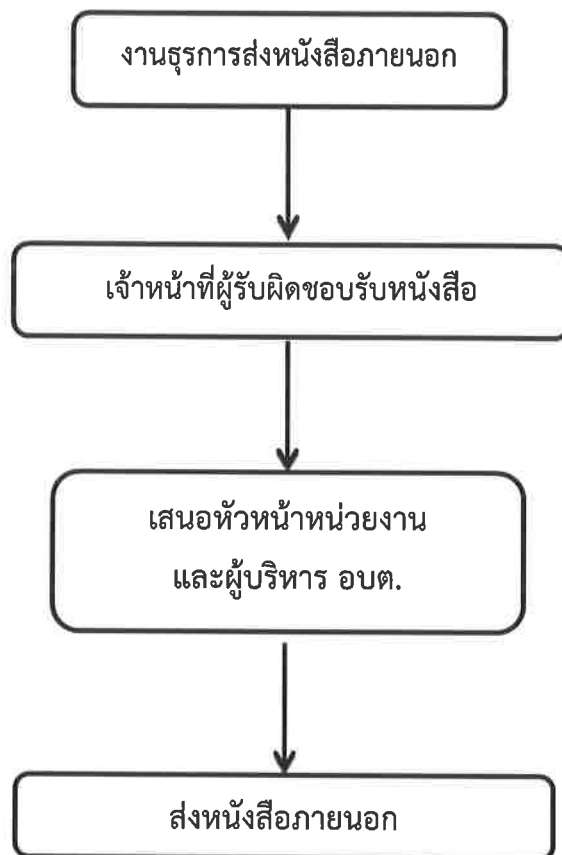 งานธุรการส่งหนังสือภายนอก
เจ้าหน้าที่ผู้รับผิดชอบรับหนังสือ
เสนอหัวหน้าหน่วยงาน
และผู้บริหาร อบต.
ส่งหนังสือภายนอก